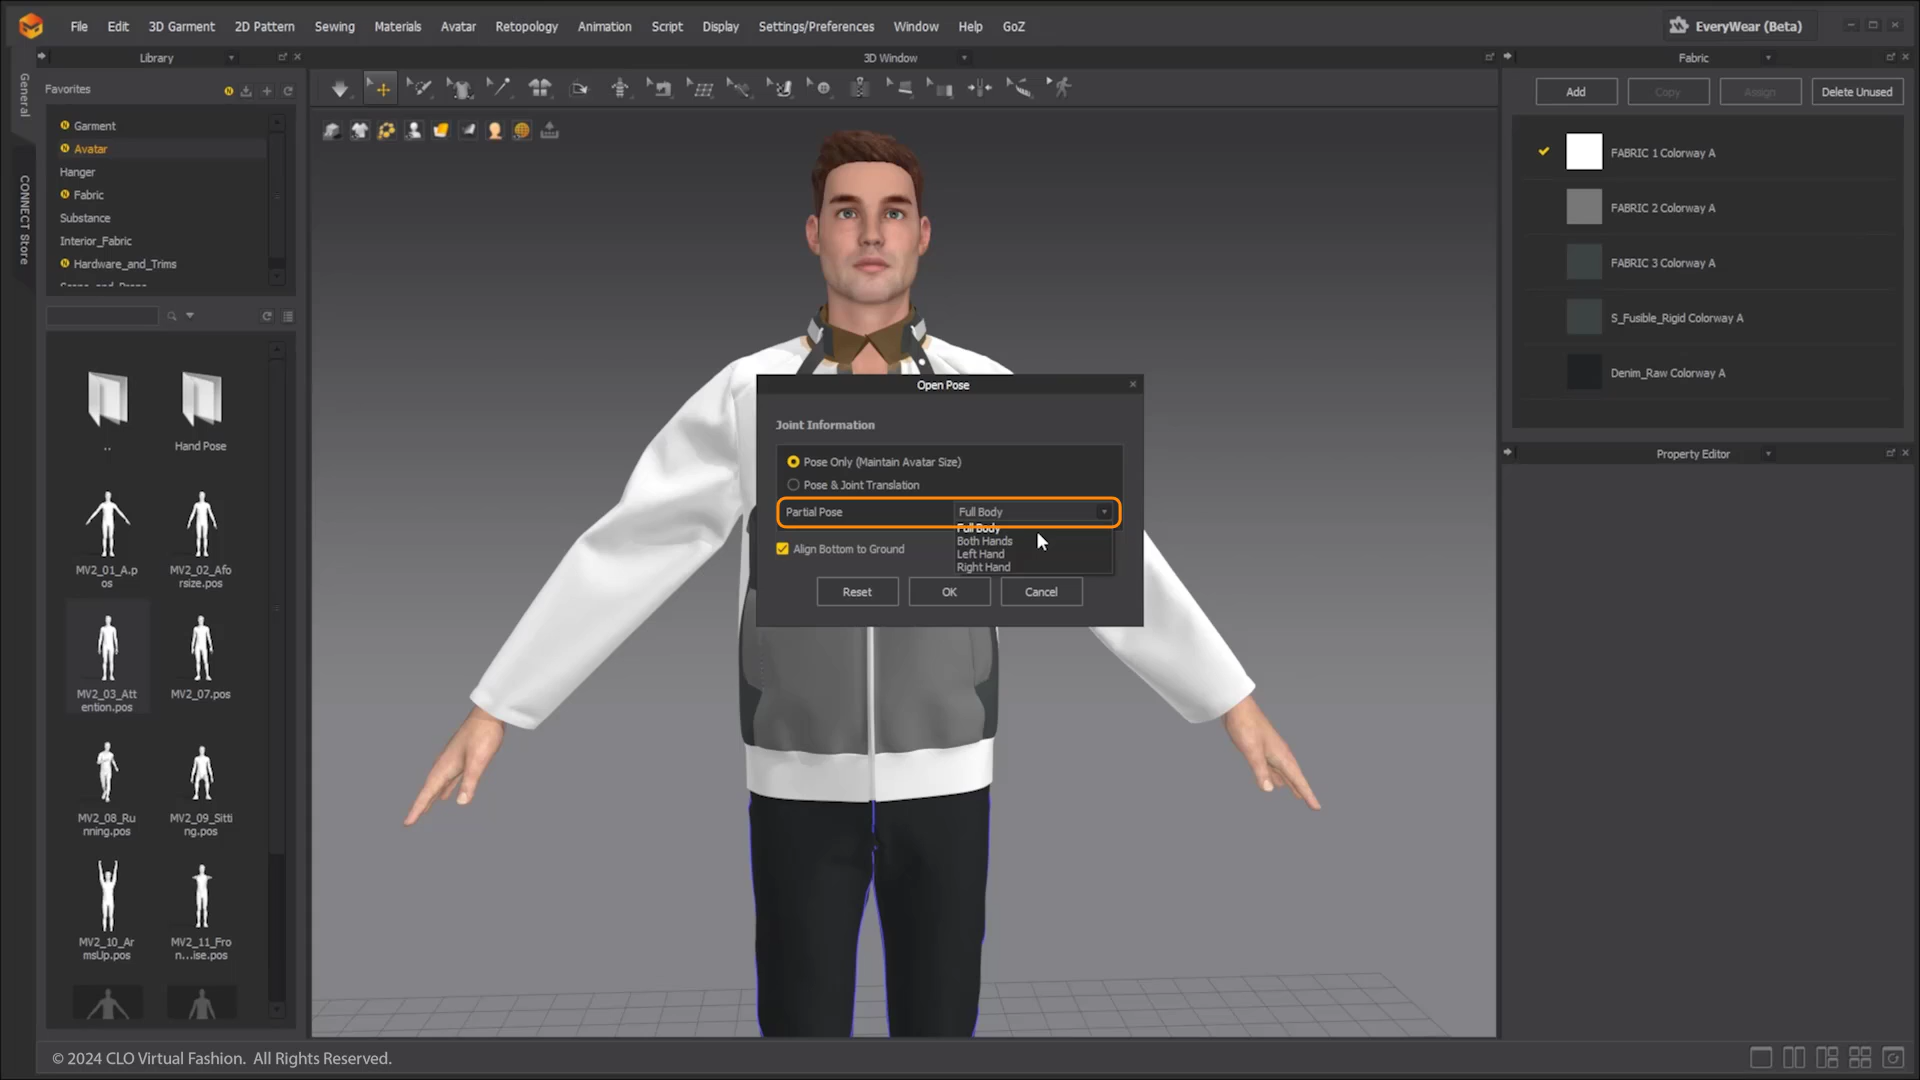 File Edit 3D Garment 2D Pattern Sewing Materials Avatar Retopology Animation Script Display Settings/Preferences Window Help GoZ
EveryWear (Beta)
Library
3D Window
Fabric
General
CONNECT Store
Favorites
Garment
Avatar
Hanger
Fabric
Substance
Interior_Fabric
Hardware_and_Trims
..
Hand Pose
MV2_01_A.p
os
MV2_02_Afo
rsize.pos
MV2_03_Att
ention.pos
MV2_07.pos
MV2_08_Ru
nning.pos
MV2_09_Sitti
ng.pos
MV2_10_Ar
msUp.pos
MV2_11_Fro
n...ise.pos
Open Pose
Joint Information
Pose Only (Maintain Avatar Size)
Pose & Joint Translation
Partial Pose
Full Body
Full Body
Both Hands
Left Hand
Right Hand
Align Bottom to Ground
Reset
OK
Cancel
Add
Copy
Assign
Delete Unused
FABRIC 1 Colorway A
FABRIC 2 Colorway A
FABRIC 3 Colorway A
S_Fusible_Rigid Colorway A
Denim_Raw Colorway A
Property Editor
© 2024 CLO Virtual Fashion. All Rights Reserved.